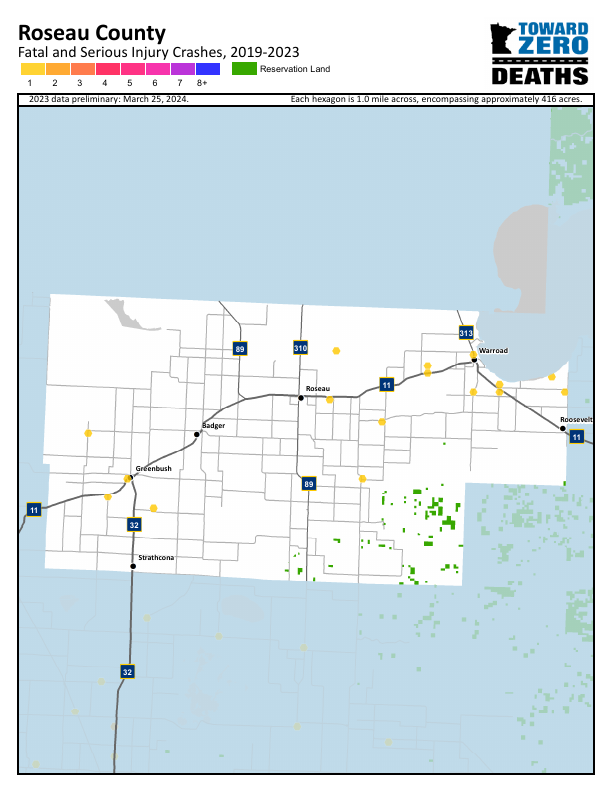 Roseau County
Fatal and Serious Injury Crashes, 2019-2023
1 2 3 4 5 6 7 8+
Reservation Land
TOWARD
ZERO
DEATHS
2023 data preliminary: March 25, 2024.
Each hexagon is 1.0 mile across, encompassing approximately 416 acres.
313
89
310
Warroad
11
Roseau
Roosevelt
Badger
11
Greenbush
89
11
32
Strathcona
32